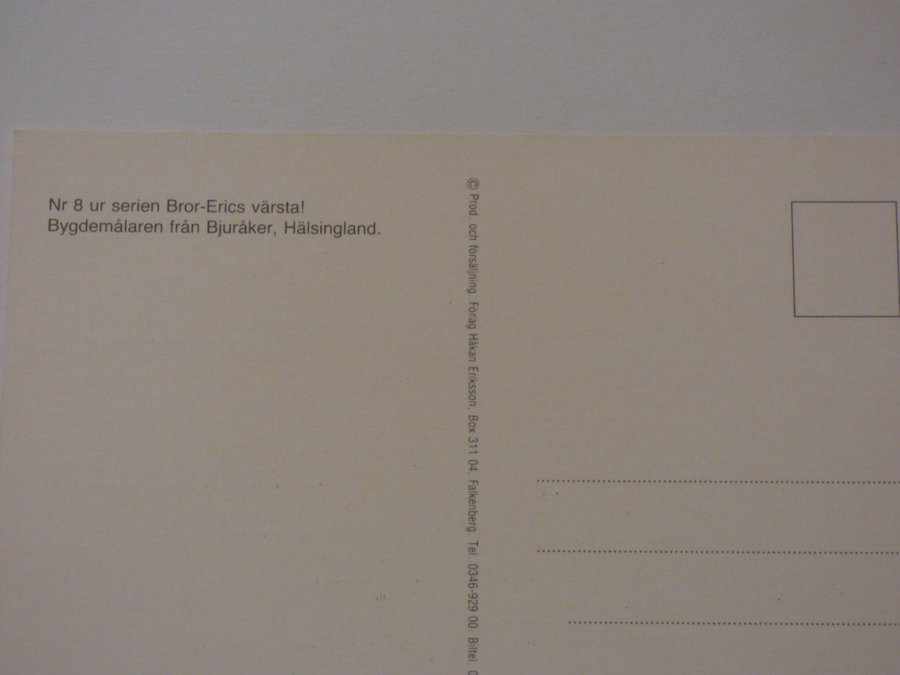 Nr 8 ur serien Bror-Erics värsta!
Bygdemålaren från Bjuråker, Hälsingland.
© Prod. och försäljning. Förlag Håkan Eriksson, Box 311 04, Falkenberg. Tel. 0346-929 00. Biltel.